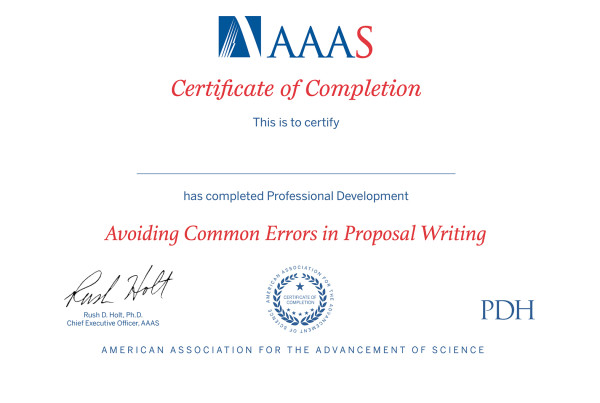 AAAS
Certificate of Completion
This is to certify
has completed Professional Development
Avoiding Common Errors in Proposal Writing
Rush Holt
Rush D. Holt, Ph.D.
Chief Executive Officer, AAAS
AMERICAN ASSOCIATION FOR THE ADVANCEMENT OF SCIENCE
CERTIFICATE OF
COMPLETION
PDH
AMERICAN ASSOCIATION FOR THE ADVANCEMENT OF SCIENCE